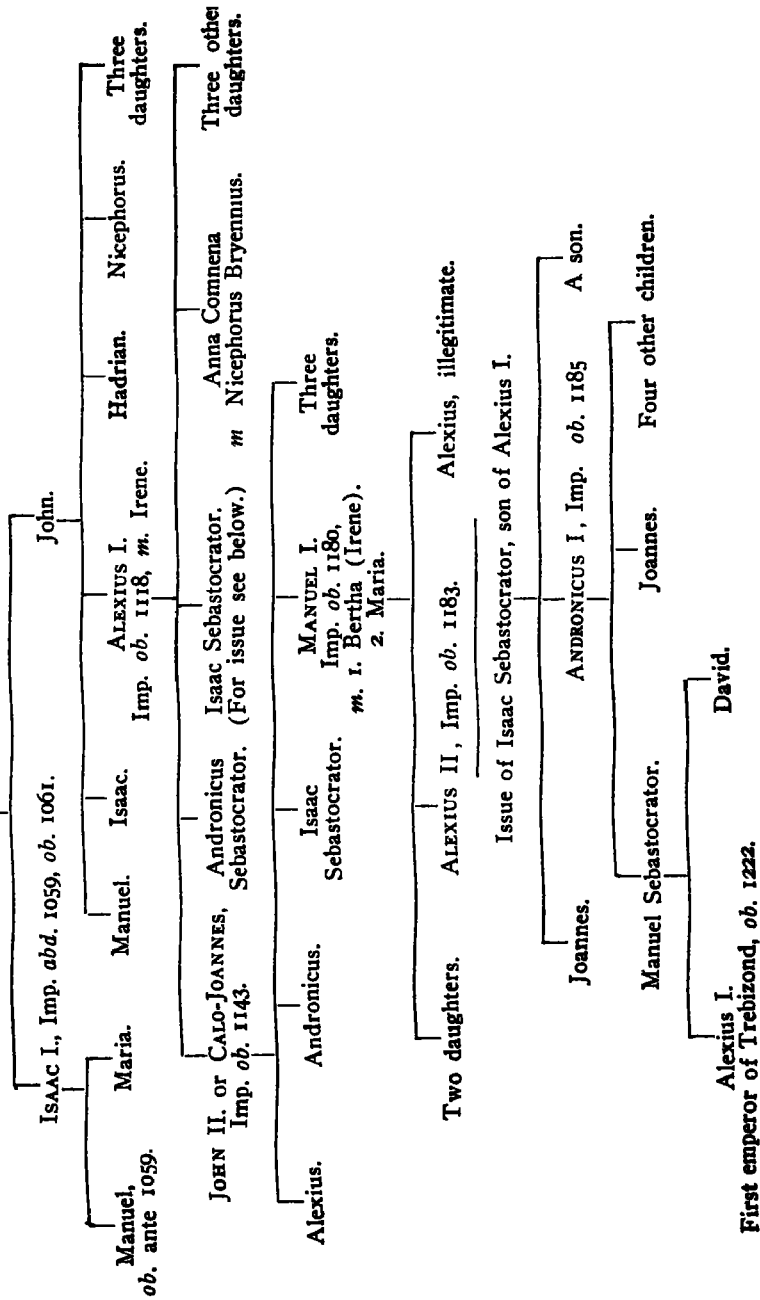 ISAAC I., Imp. abd. 1059, ob. 1061.
John.
Manuel,
ob. ante 1059.
Maria.
Manuel.
Isaac.
ALEXIUS I.
Imp. ob. 1118, m. Irene.
Hadrian.
Nicephorus.
Three
daughters.
JOHN II. or CALO-JOANNES,
Imp. ob. 1143.
Andronicus
Sebastocrator.
Isaac Sebastocrator.
(For issue see below.)
Anna Comnena
m Nicephorus Bryennius.
Three other
daughters.
Alexius.
Andronicus.
Isaac
Sebastocrator.
MANUEL I.
Imp. ob. 1180,
m. 1. Bertha (Irene).
2. Maria.
Three
daughters.
Two daughters.
ALEXIUS II, Imp. ob. 1183.
Alexius, illegitimate.
Issue of Isaac Sebastocrator, son of Alexius I.
Joannes.
ANDRONICUS I, Imp. ob. 1185
A son.
Manuel Sebastocrator.
Joannes.
Four other children.
Alexius I.
First emperor of Trebizond, ob. 1222.
David.